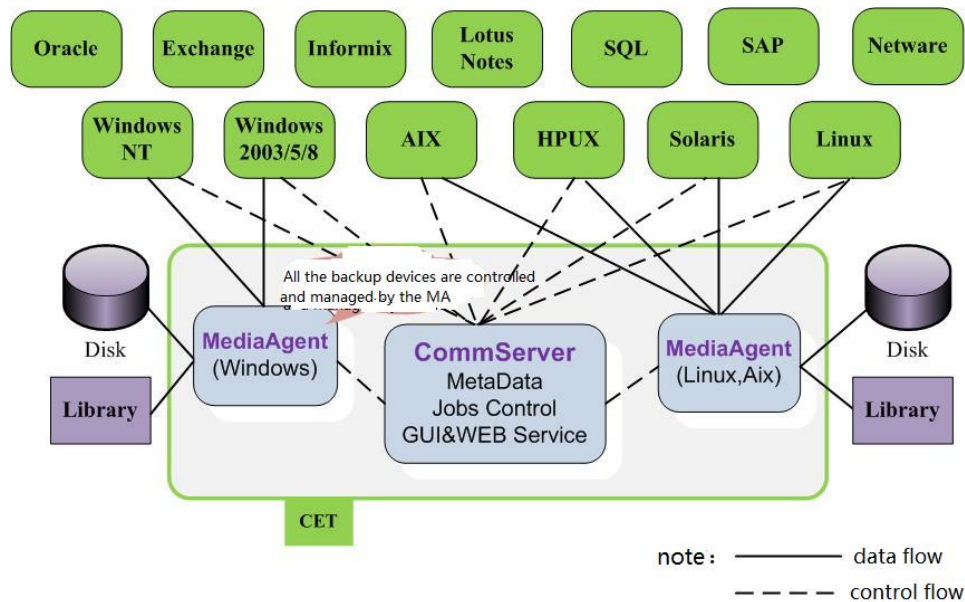 Oracle
Exchange
Informix
Lotus
Notes
SQL
SAP
Netware
Windows
NT
Windows
2003/5/8
AIX
HPUX
Solaris
Linux
All the backup devices are controlled
and managed by the MA
Disk
Library
MediaAgent
(Windows)
CommServer
MetaData
Jobs Control
GUI&WEB Service
MediaAgent
(Linux,Aix)
Disk
Library
CET
note: data flow
control flow